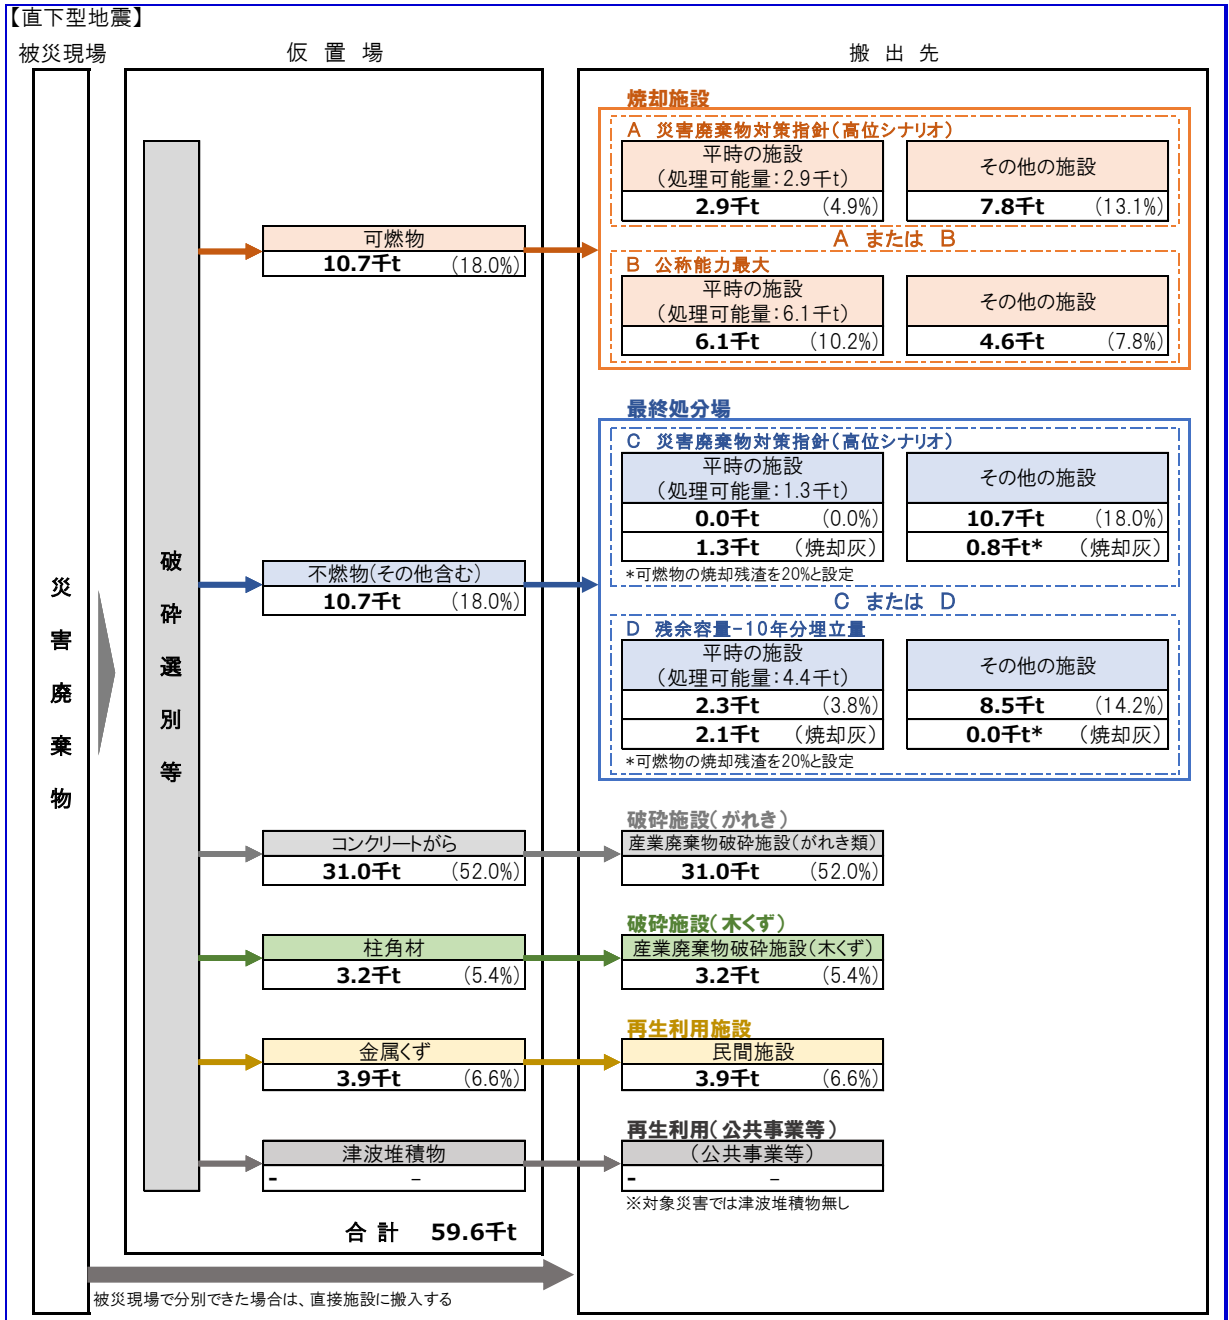 【直下型地震】
被災現場
仮 置 場
搬 出 先
災害廃棄物
破砕選別等
可燃物
10.7千t (18.0%)
焼却施設
A 災害廃棄物対策指針(高位シナリオ)
平時の施設
(処理可能量:2.9千t)
2.9千t (4.9%)
その他の施設
7.8千t (13.1%)
A または B
B 公称能力最大
平時の施設
(処理可能量:6.1千t)
6.1千t (10.2%)
その他の施設
4.6千t (7.8%)
不燃物(その他含む)
10.7千t (18.0%)
最終処分場
C 災害廃棄物対策指針(高位シナリオ)
平時の施設
(処理可能量:1.3千t)
0.0千t (0.0%)
1.3千t (焼却灰)
その他の施設
10.7千t (18.0%)
0.8千t* (焼却灰)
*可燃物の焼却残渣を20%と設定
C または D
D 残余容量-10年分埋立量
平時の施設
(処理可能量:4.4千t)
2.3千t (3.8%)
2.1千t (焼却灰)
その他の施設
8.5千t (14.2%)
0.0千t* (焼却灰)
*可燃物の焼却残渣を20%と設定
コンクリートがら
31.0千t (52.0%)
破砕施設(がれき)
産業廃棄物破砕施設(がれき類)
31.0千t (52.0%)
柱角材
3.2千t (5.4%)
破砕施設(木くず)
産業廃棄物破砕施設(木くず)
3.2千t (5.4%)
金属くず
3.9千t (6.6%)
再生利用施設
民間施設
3.9千t (6.6%)
津波堆積物
- -
再生利用(公共事業等)
(公共事業等)
- -
※対象災害では津波堆積物無し
合 計 59.6千t
被災現場で分別できた場合は、直接施設に搬入する